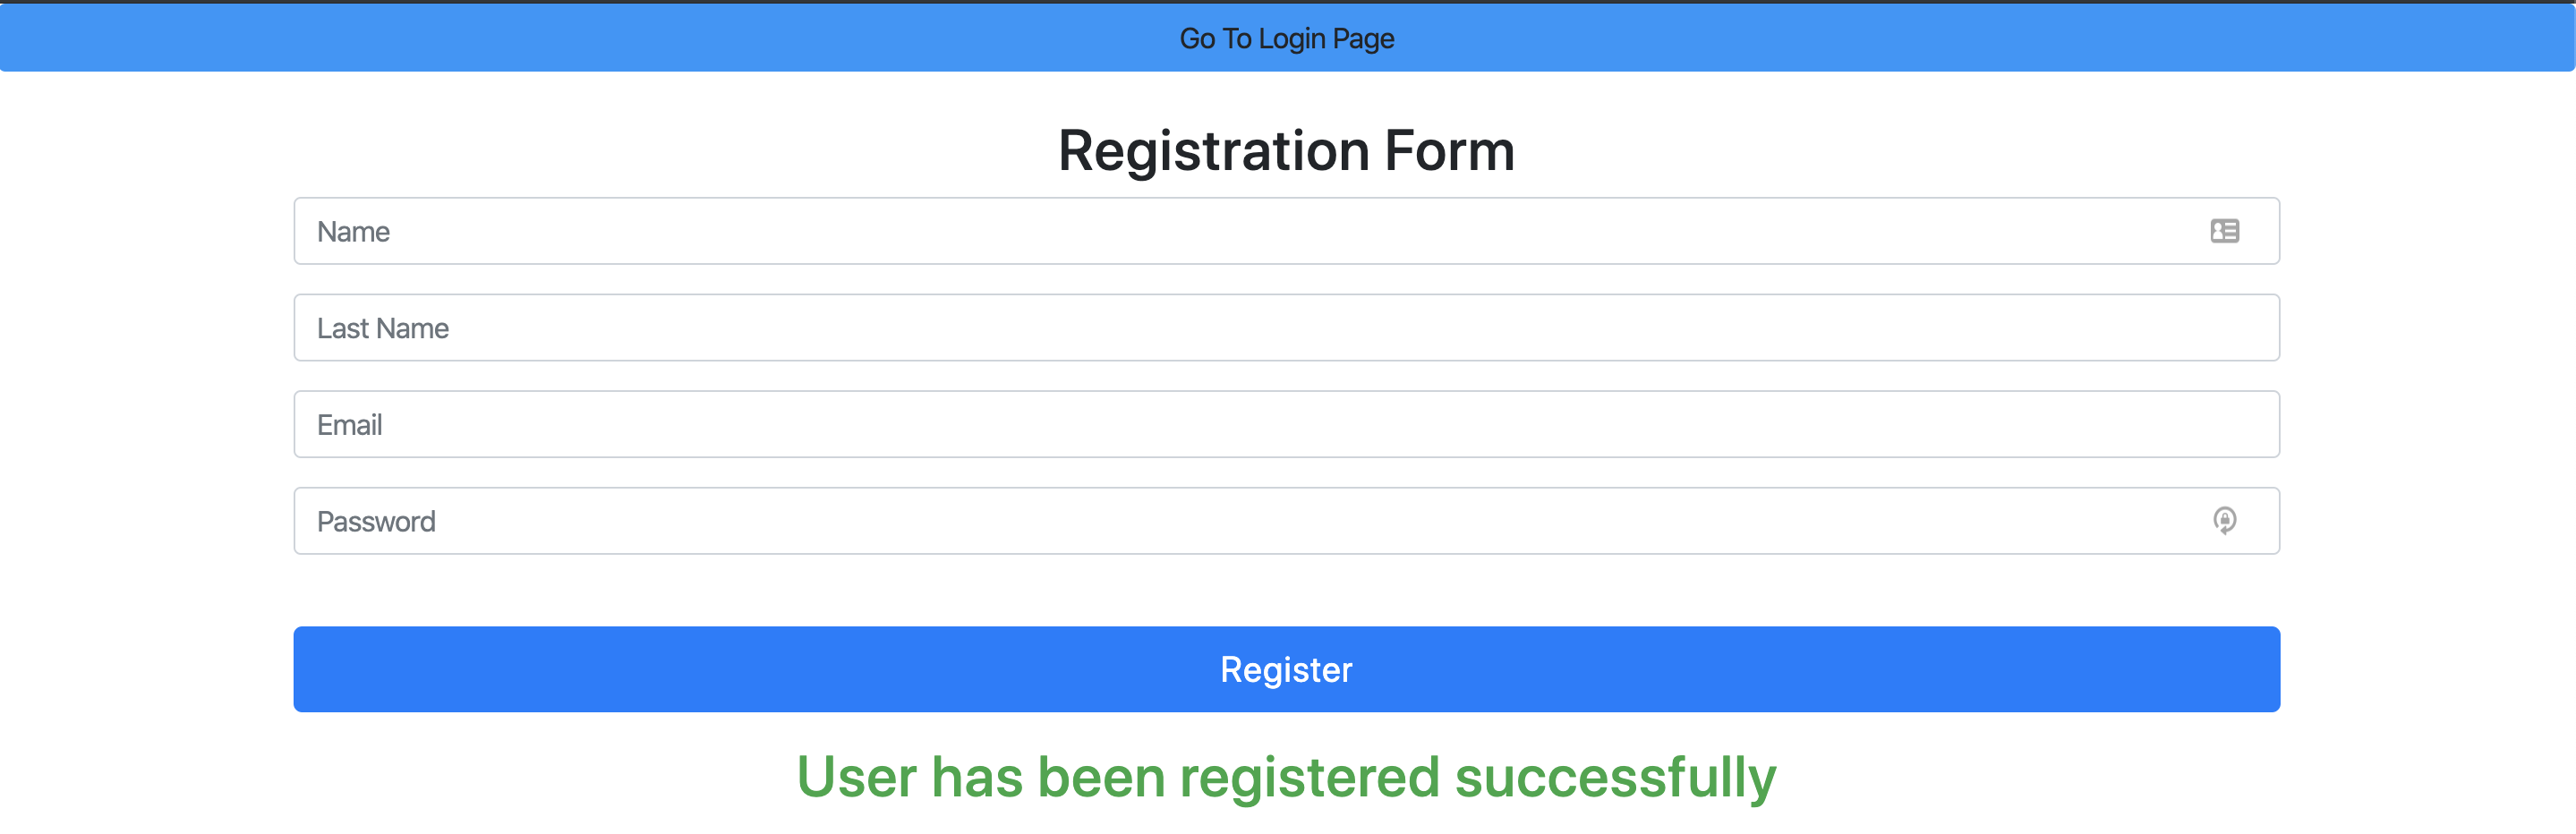 Go To Login Page
Registration Form
Name
Last Name
Email
Password
Register
User has been registered successfully